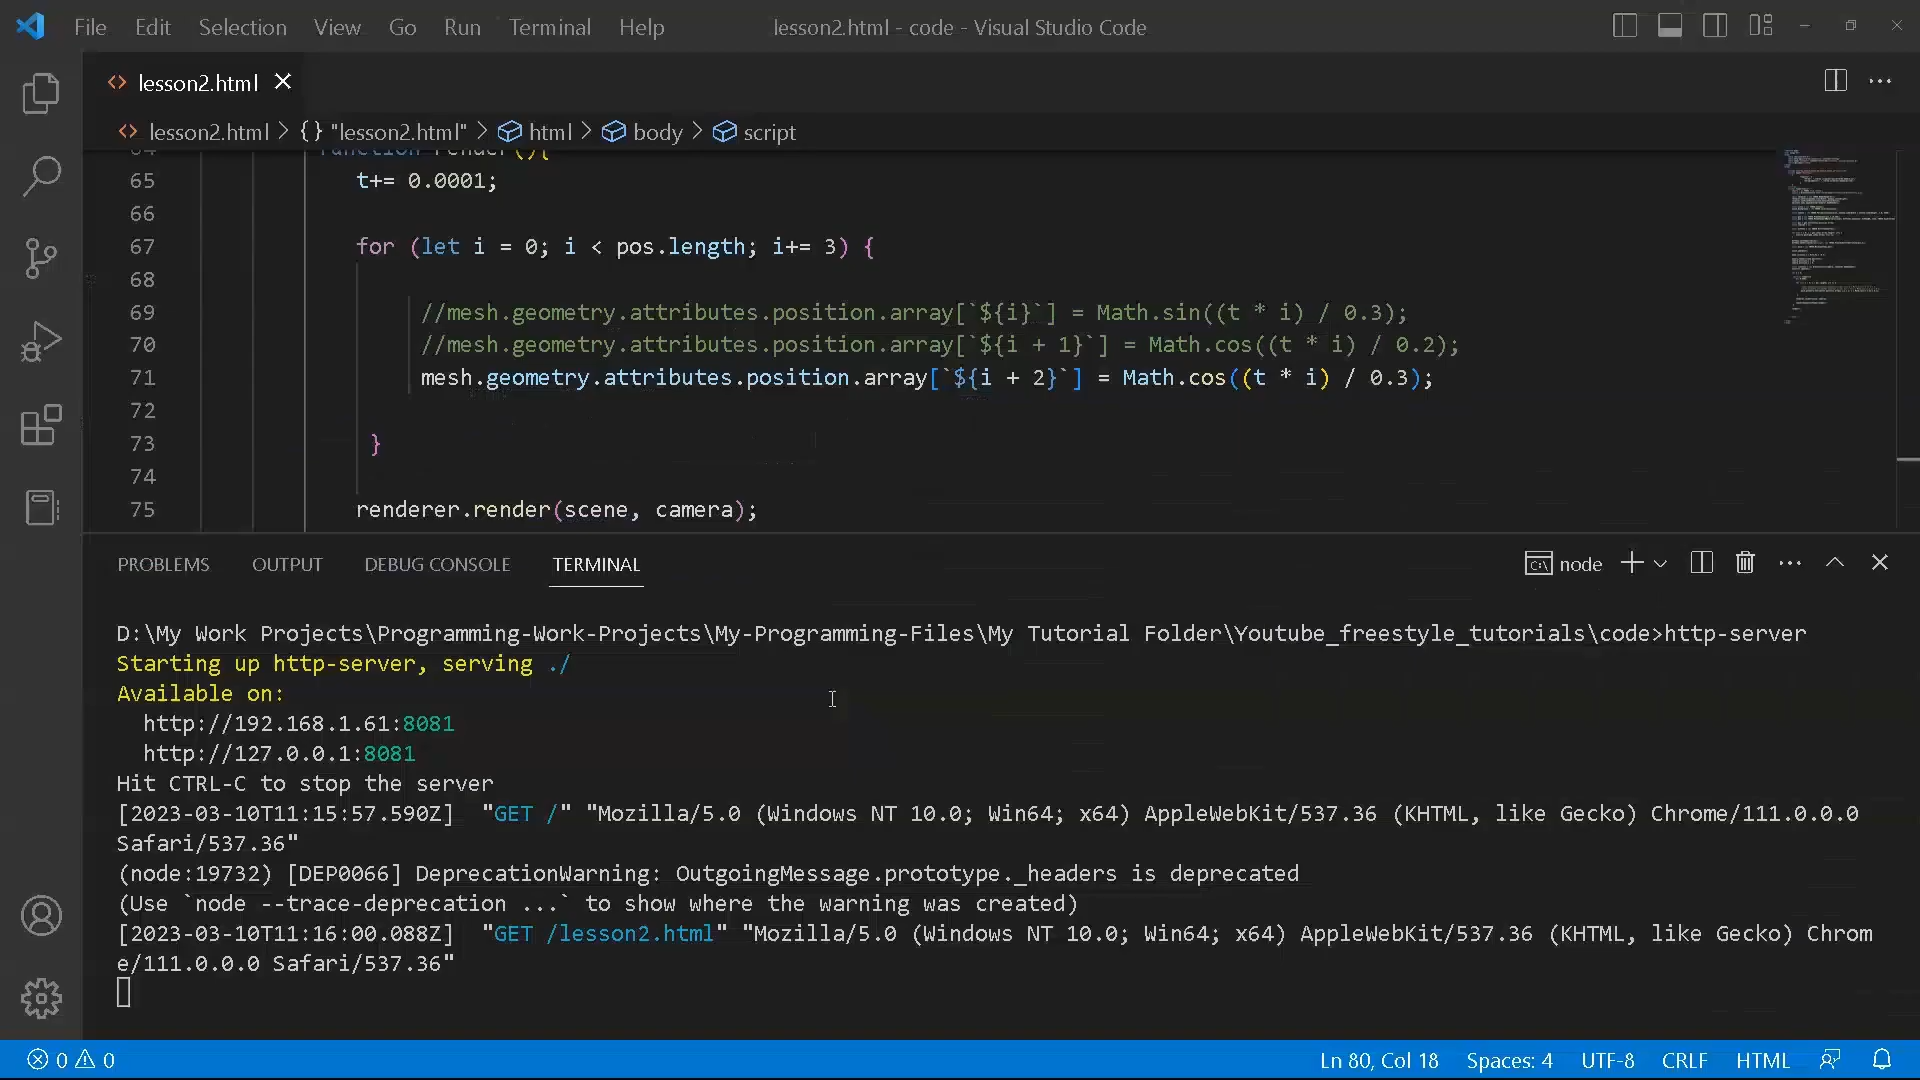 File Edit Selection View Go Run Terminal Help lesson2.html - code - Visual Studio Code
lesson2.html
lesson2.html > {} "lesson2.html" > html > body > script
64 function render(){
65 t+= 0.0001;
66
67 for (let i = 0; i < pos.length; i+= 3) {
68
69 //mesh.geometry.attributes.position.array[`${i}`] = Math.sin((t * i) / 0.3);
70 //mesh.geometry.attributes.position.array[`${i + 1}`] = Math.cos((t * i) / 0.2);
71 mesh.geometry.attributes.position.array[`${i + 2}`] = Math.cos((t * i) / 0.3);
72
73 }
74
75 renderer.render(scene, camera);
PROBLEMS OUTPUT DEBUG CONSOLE TERMINAL node
D:\My Work Projects\Programming-Work-Projects\My-Programming-Files\My Tutorial Folder\Youtube_freestyle_tutorials\code>http-server
Starting up http-server, serving ./
Available on:
http://192.168.1.61:8081
http://127.0.0.1:8081
Hit CTRL-C to stop the server
[2023-03-10T11:15:57.590Z] "GET /" "Mozilla/5.0 (Windows NT 10.0; Win64; x64) AppleWebKit/537.36 (KHTML, like Gecko) Chrome/111.0.0.0
Safari/537.36"
(node:19732) [DEP0066] DeprecationWarning: OutgoingMessage.prototype._headers is deprecated
(Use `node --trace-deprecation ...` to show where the warning was created)
[2023-03-10T11:16:00.088Z] "GET /lesson2.html" "Mozilla/5.0 (Windows NT 10.0; Win64; x64) AppleWebKit/537.36 (KHTML, like Gecko) Chrom
e/111.0.0.0 Safari/537.36"
0 0 Ln 80, Col 18 Spaces: 4 UTF-8 CRLF HTML